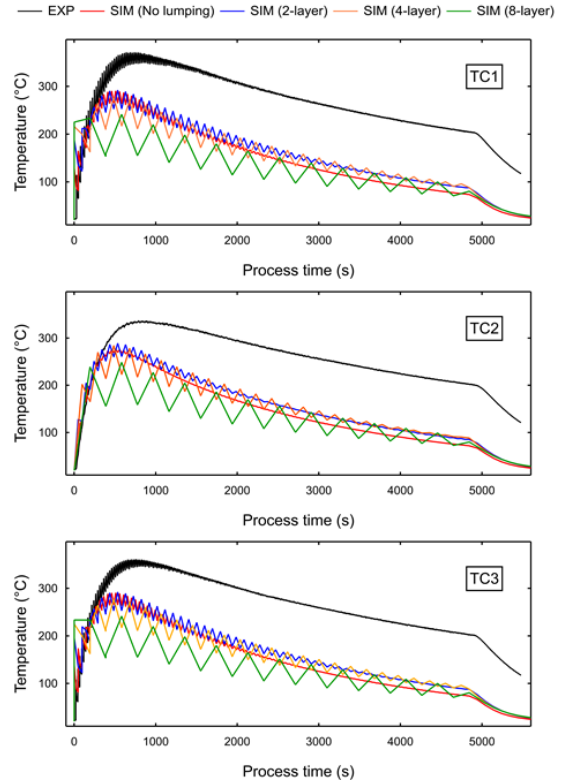 EXP SIM (No lumping) SIM (2-layer) SIM (4-layer) SIM (8-layer)
TC1
Temperature (°C)
300
200
100
0 1000 2000 3000 4000 5000
Process time (s)
TC2
Temperature (°C)
300
200
100
0 1000 2000 3000 4000 5000
Process time (s)
TC3
Temperature (°C)
300
200
100
0 1000 2000 3000 4000 5000
Process time (s)